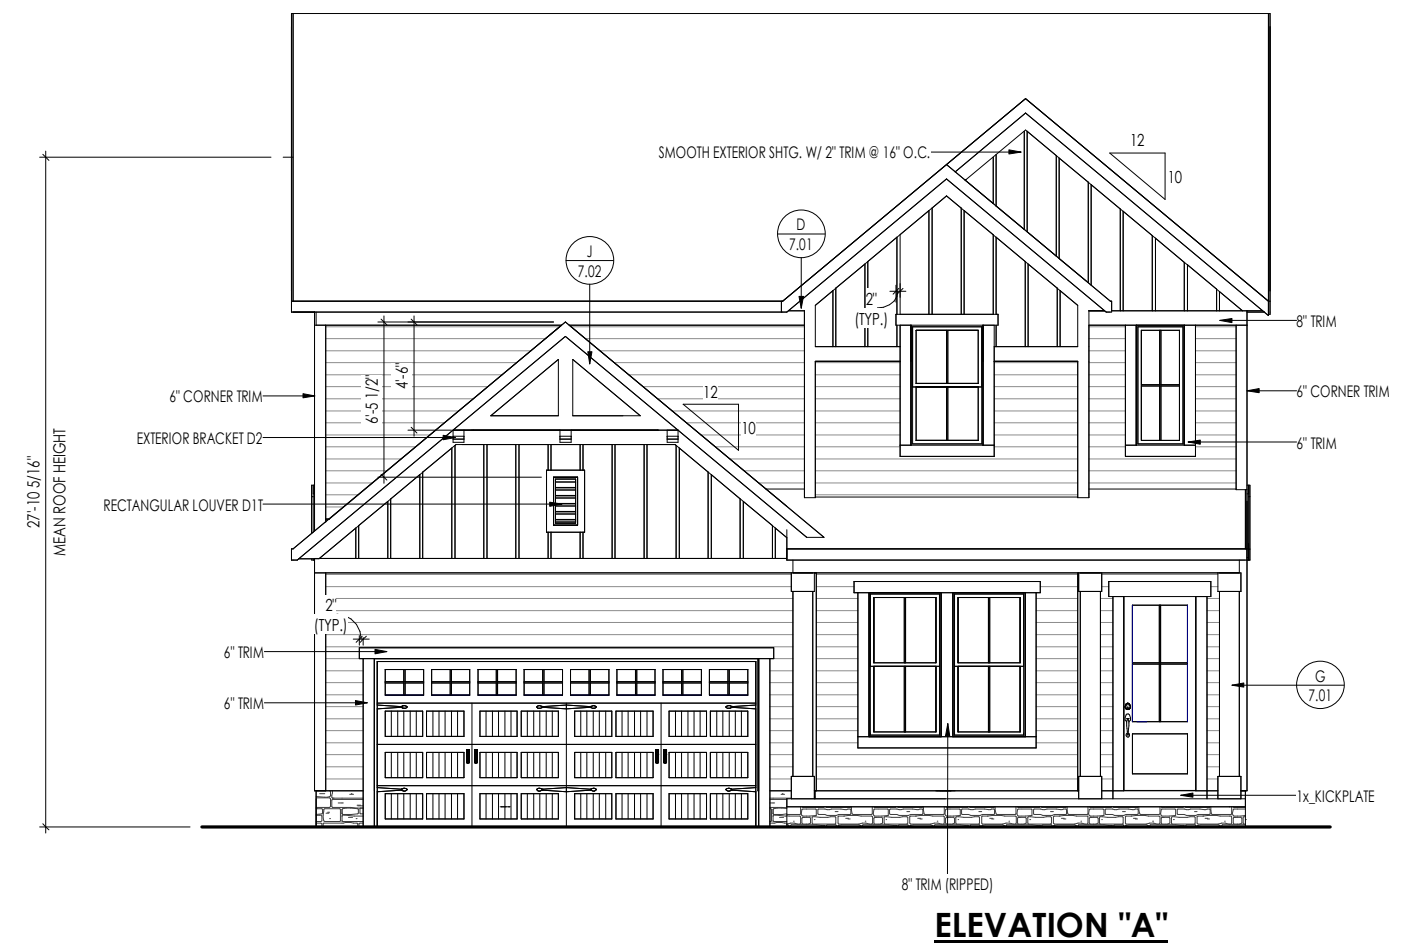 12
SMOOTH EXTERIOR SHTG. W/ 2" TRIM @ 16" O.C.
10
D
7.01
J
7.02
2"
(TYP.)
8" TRIM
6'-5 1/2"
4'-6"
12
6" CORNER TRIM
6" CORNER TRIM
10
EXTERIOR BRACKET D2
6" TRIM
27'-10 5/16"
MEAN ROOF HEIGHT
RECTANGULAR LOUVER D1T
2"
(TYP.)
6" TRIM
G
7.01
6" TRIM
1x_KICKPLATE
8" TRIM (RIPPED)
ELEVATION "A"